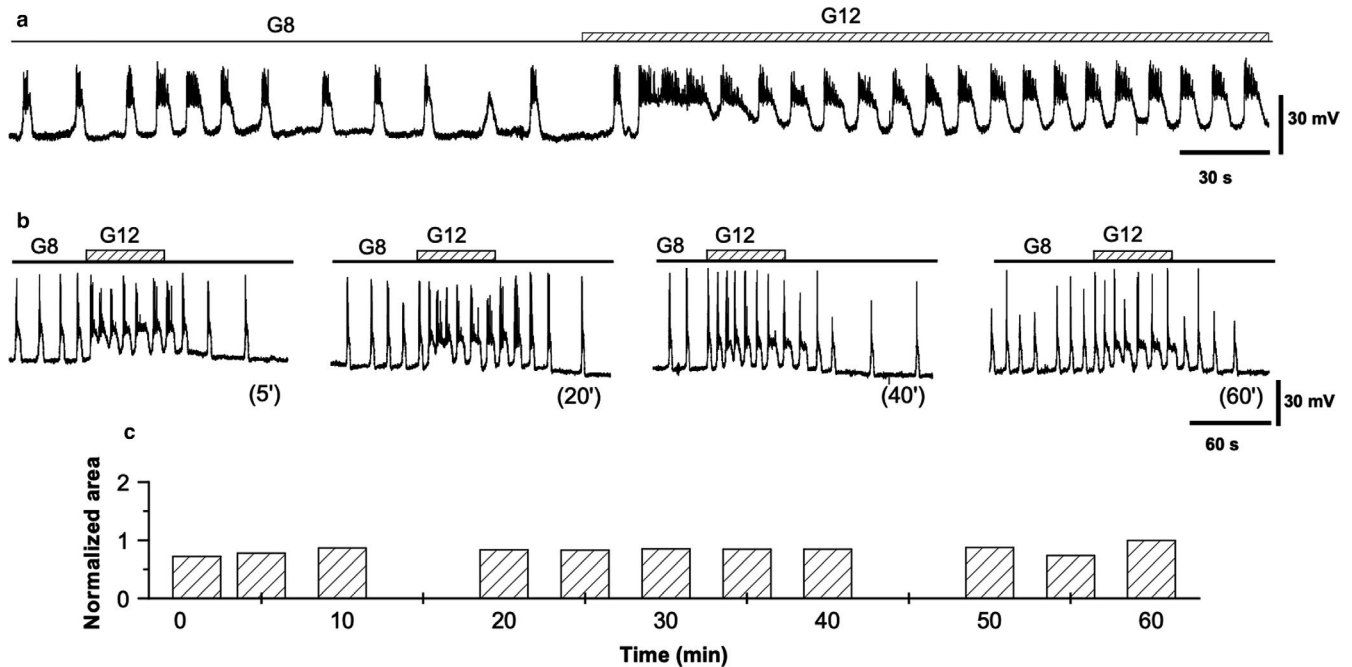 a
G8 G12
30 mV
30 s
b
G8 G12 G8 G12 G8 G12 G8 G12
(5') (20') (40') (60')
30 mV
60 s
c
Normalized area
2
1
0
0 10 20 30 40 50 60
Time (min)